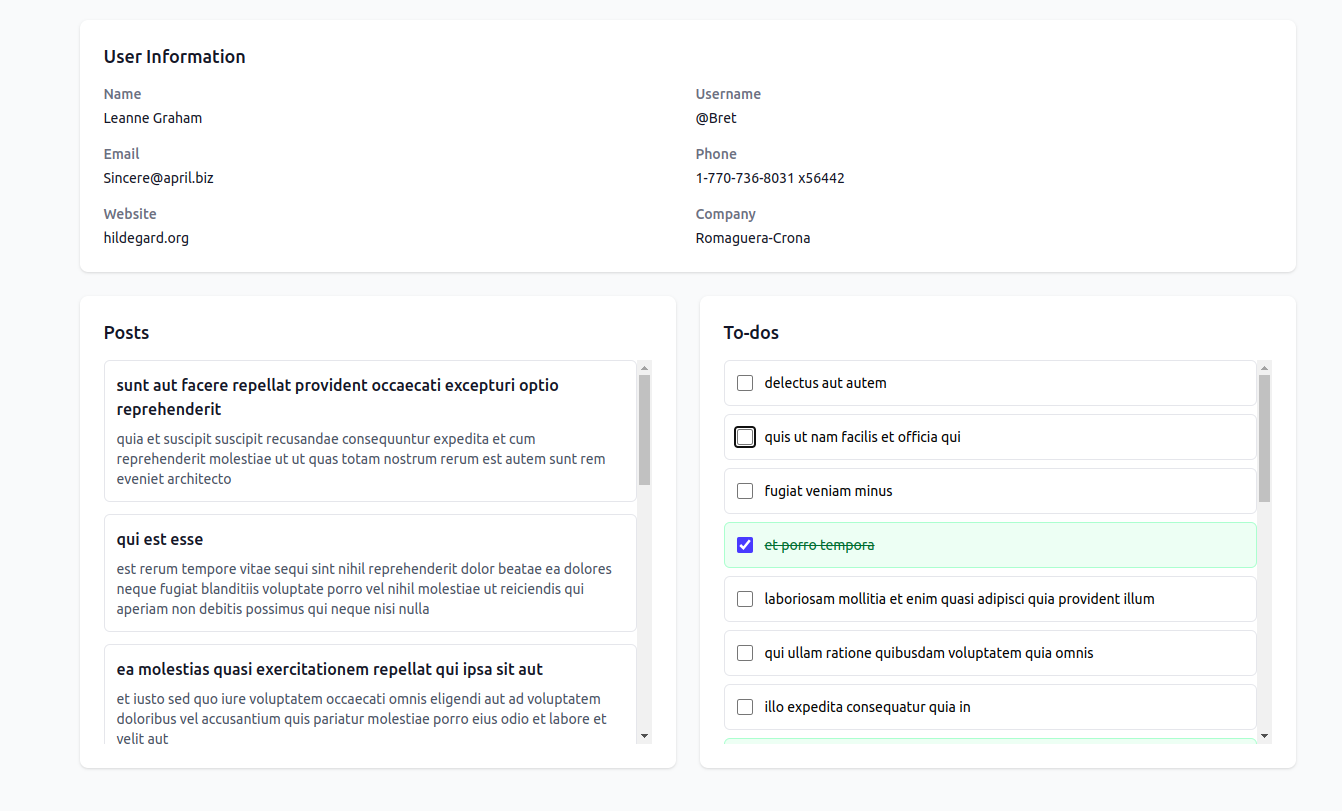 User Information
Name
Leanne Graham
Username
@Bret
Email
Sincere@april.biz
Phone
1-770-736-8031 x56442
Website
hildegard.org
Company
Romaguera-Crona
Posts
sunt aut facere repellat provident occaecati excepturi optio
reprehenderit
quia et suscipit suscipit recusandae consequuntur expedita et cum
reprehenderit molestiae ut ut quas totam nostrum rerum est autem sunt rem
eveniet architecto
qui est esse
est rerum tempore vitae sequi sint nihil reprehenderit dolor beatae ea dolores
neque fugiat blanditiis voluptate porro vel nihil molestiae ut reiciendis qui
aperiam non debitis possimus qui neque nisi nulla
ea molestias quasi exercitationem repellat qui ipsa sit aut
et iusto sed quo iure voluptatem occaecati omnis eligendi aut ad voluptatem
doloribus vel accusantium quis pariatur molestiae porro eius odio et labore et
velit aut
To-dos
delectus aut autem
quis ut nam facilis et officia qui
fugiat veniam minus
et porro tempora
laboriosam mollitia et enim quasi adipisci quia provident illum
qui ullam ratione quibusdam voluptatem quia omnis
illo expedita consequatur quia in